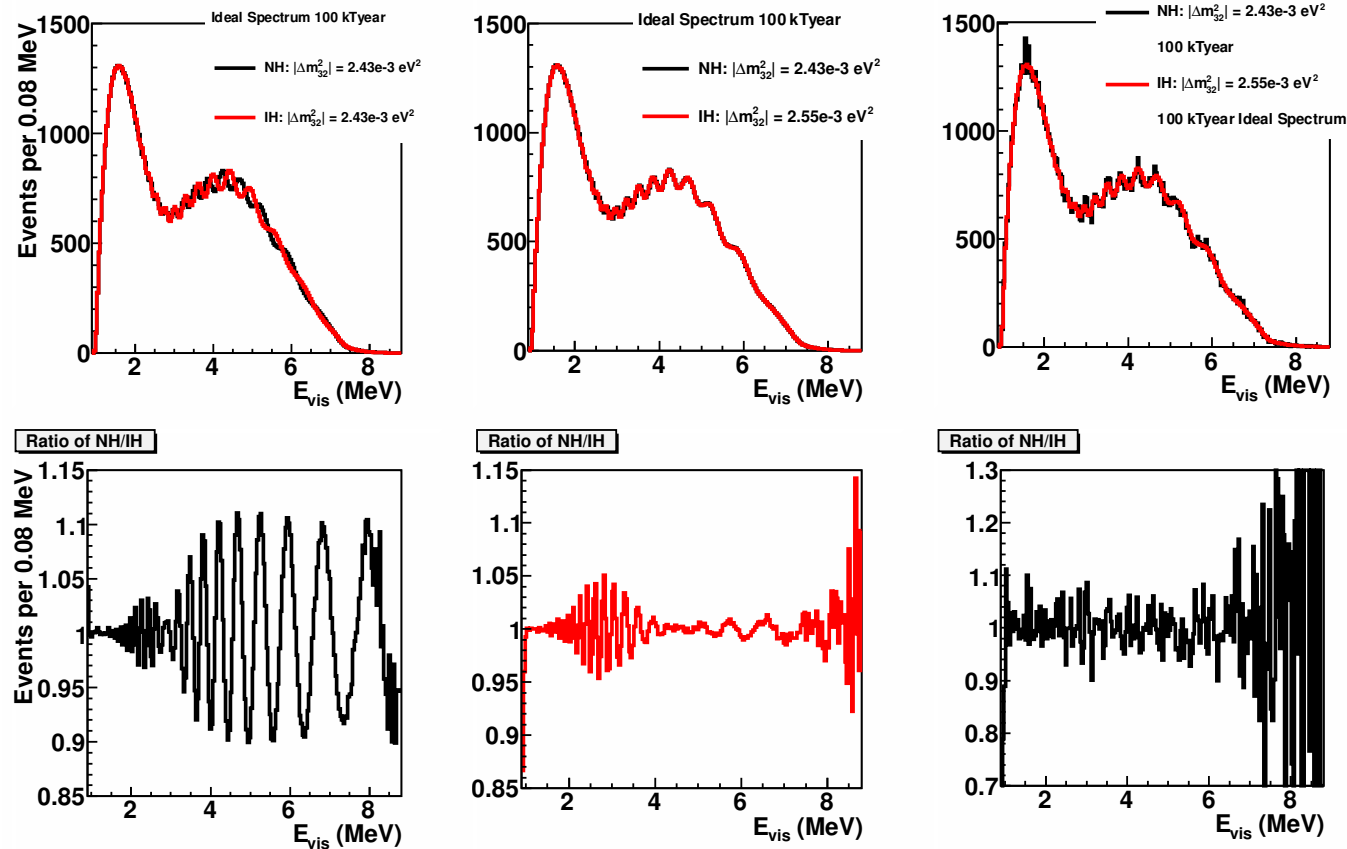 Ideal Spectrum 100 kTyear
NH: |Δm²₃₂| = 2.43e-3 eV²
IH: |Δm²₃₂| = 2.43e-3 eV²
Events per 0.08 MeV
1500
1000
500
0
2 4 6 8
E_vis (MeV)
Ideal Spectrum 100 kTyear
NH: |Δm²₃₂| = 2.43e-3 eV²
IH: |Δm²₃₂| = 2.55e-3 eV²
1500
1000
500
0
2 4 6 8
E_vis (MeV)
NH: |Δm²₃₂| = 2.43e-3 eV²
100 kTyear
IH: |Δm²₃₂| = 2.55e-3 eV²
100 kTyear Ideal Spectrum
1500
1000
500
0
2 4 6 8
E_vis (MeV)
Ratio of NH/IH
Events per 0.08 MeV
1.15
1.1
1.05
1
0.95
0.9
0.85
2 4 6 8
E_vis (MeV)
Ratio of NH/IH
1.15
1.1
1.05
1
0.95
0.9
0.85
2 4 6 8
E_vis (MeV)
Ratio of NH/IH
1.3
1.2
1.1
1
0.9
0.8
0.7
2 4 6 8
E_vis (MeV)